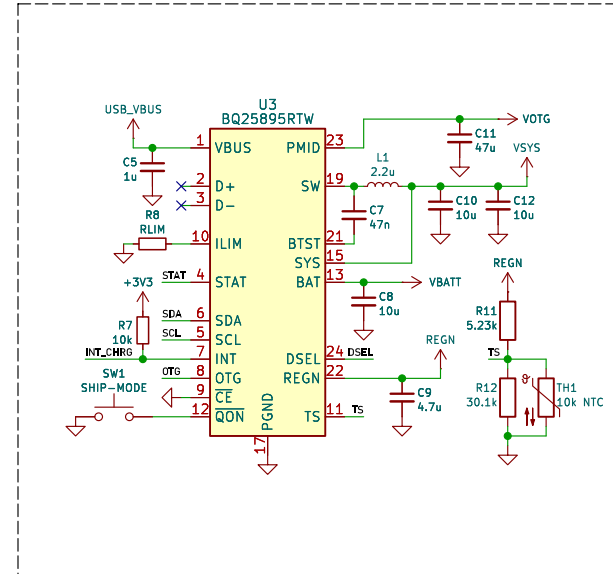 U3
BQ25895RTW
USB_VBUS
1 VBUS
PMID 23
VOTG
C11
47u
C5
1u
L1
2.2u
VSYS
2 D+
SW 19
3 D-
C7
47n
C10
10u
C12
10u
R8
RLIM
10 ILIM
BTST 21
SYS 15
STAT 4 STAT
BAT 13
VBATT
C8
10u
REGN
R11
5.23k
+3V3
R7
10k
SDA 6 SDA
SCL 5 SCL
INT_CHRG 7 INT
DSEL 24 DSEL
REGN
TS
OTG 8 OTG
REGN 22
C9
4.7u
R12
30.1k
ϑ
TH1
10k NTC
SW1
SHIP-MODE
9 CE
12 QON
TS 11 TS
PGND
17